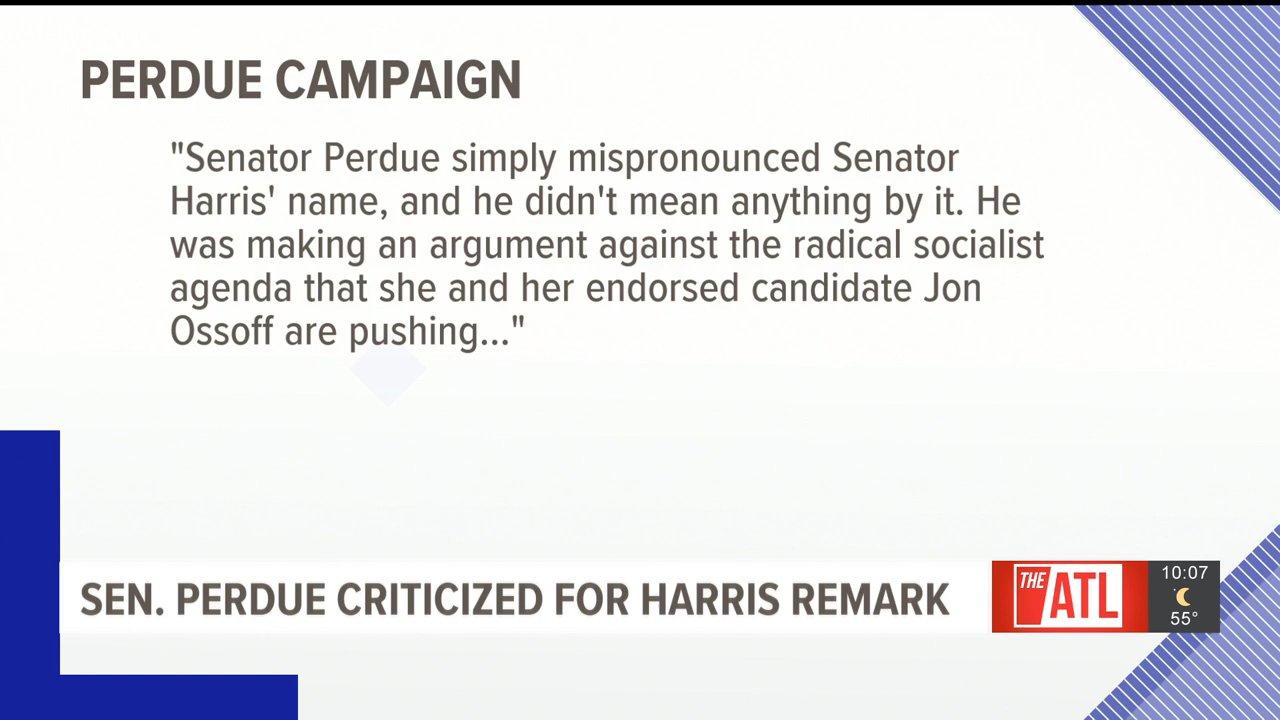 PERDUE CAMPAIGN
"Senator Perdue simply mispronounced Senator
Harris' name, and he didn't mean anything by it. He
was making an argument against the radical socialist
agenda that she and her endorsed candidate Jon
Ossoff are pushing..."
SEN. PERDUE CRITICIZED FOR HARRIS REMARK
THE ATL
10:07
55°